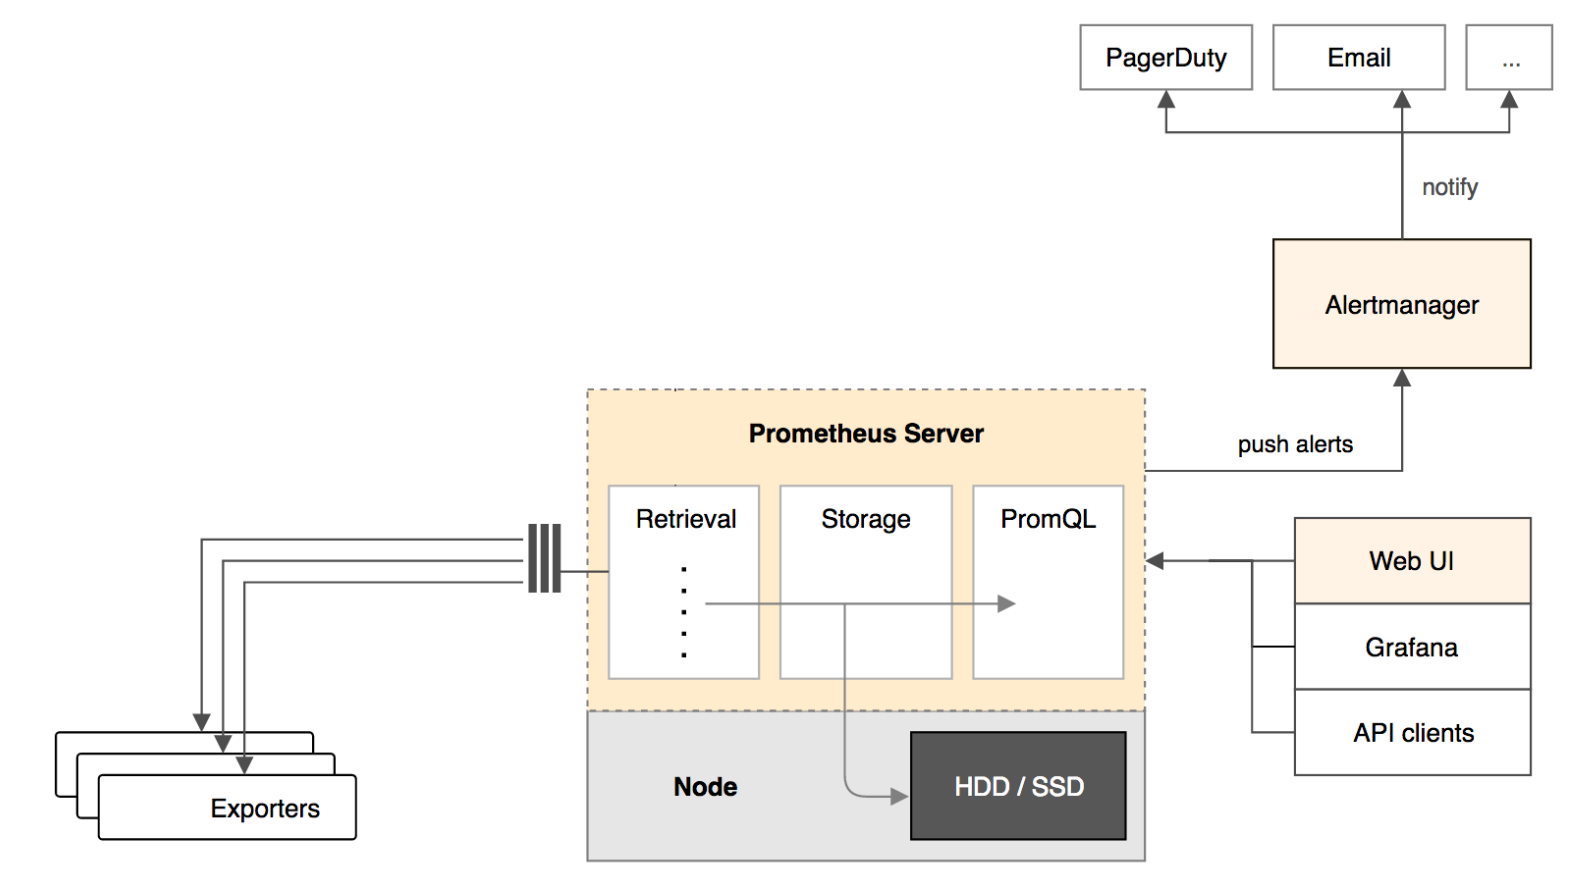 PagerDuty
Email
...
notify
Alertmanager
push alerts
Prometheus Server
Retrieval
Storage
PromQL
Web UI
Grafana
API clients
Node
HDD / SSD
Exporters